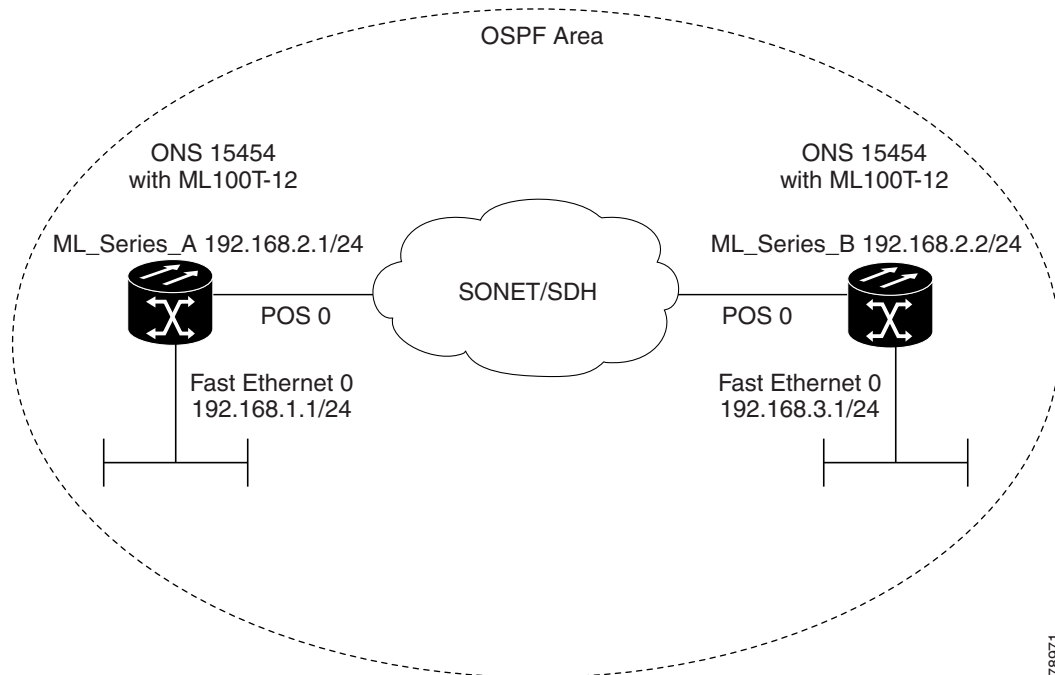 OSPF Area
ONS 15454
with ML100T-12
ONS 15454
with ML100T-12
ML_Series_A 192.168.2.1/24
ML_Series_B 192.168.2.2/24
SONET/SDH
POS 0
POS 0
Fast Ethernet 0
192.168.1.1/24
Fast Ethernet 0
192.168.3.1/24
78971